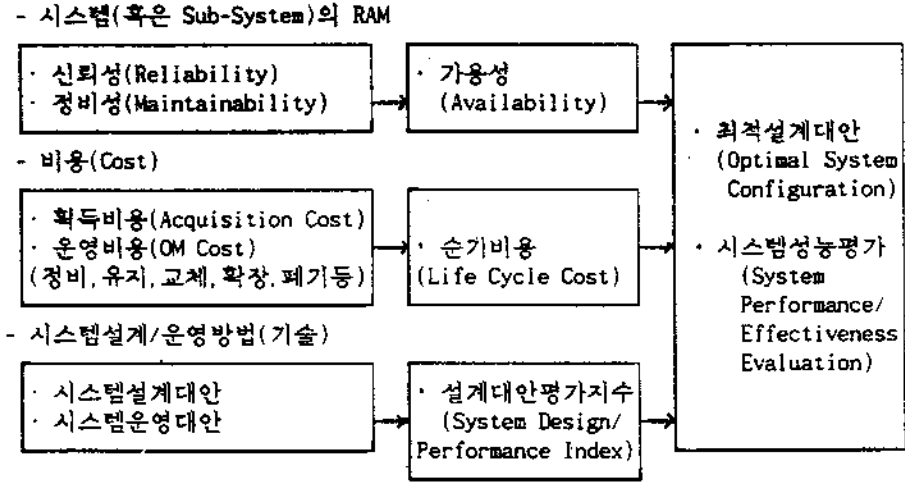 - 시스템(혹은 Sub-System)의 RAM
· 신뢰성(Reliability)
· 정비성(Maintainability)
· 가용성
(Availability)
- 비용(Cost)
· 획득비용(Acquisition Cost)
· 운영비용(OM Cost)
(정비,유지,교체,확장,폐기등)
· 순기비용
(Life Cycle Cost)
- 시스템설계/운영방법(기술)
· 시스템설계대안
· 시스템운영대안
· 설계대안평가지수
(System Design/
Performance Index)
· 최적설계대안
(Optimal System
Configuration)
· 시스템성능평가
(System
Performance/
Effectiveness
Evaluation)